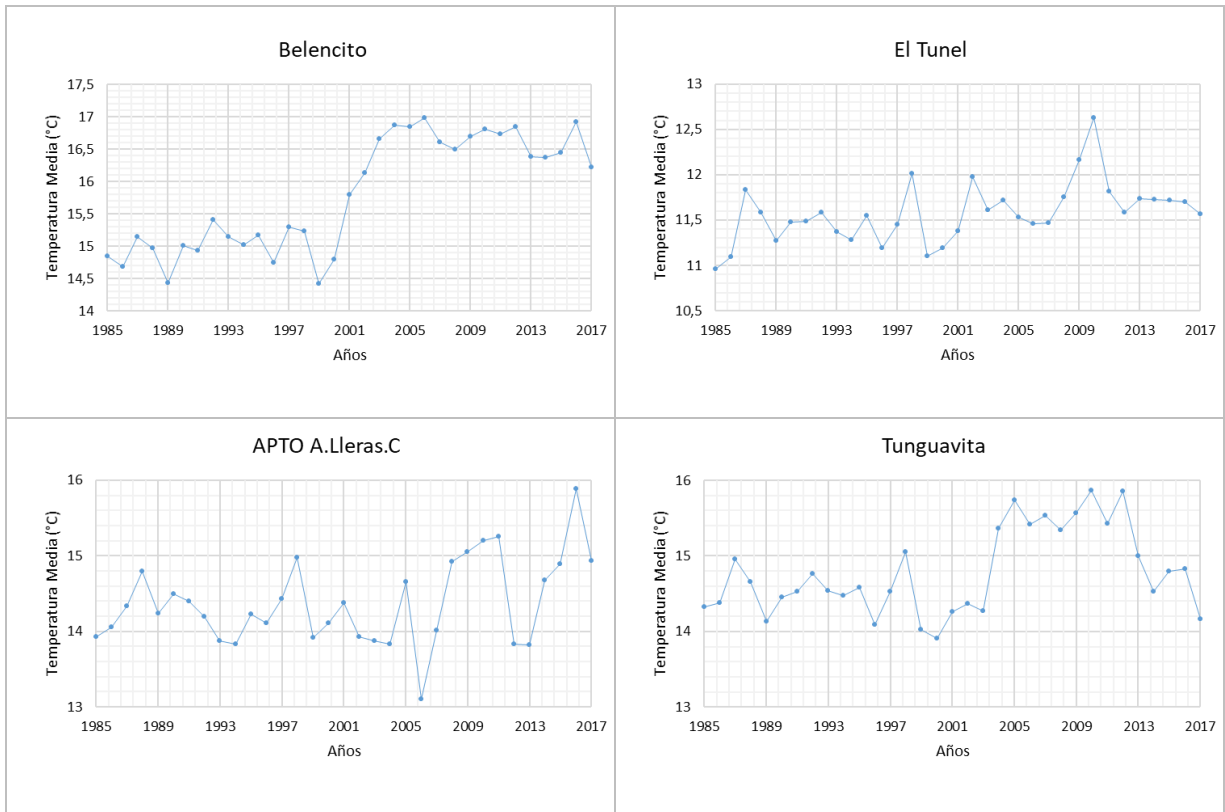 Belencito
17,5
17
16,5
16
15,5
15
14,5
14
Temperatura Media (°C)
1985 1989 1993 1997 2001 2005 2009 2013 2017
Años
El Tunel
13
12,5
12
11,5
11
10,5
Temperatura Media (°C)
1985 1989 1993 1997 2001 2005 2009 2013 2017
Años
APTO A.Lleras.C
16
15
14
13
Temperatura Media (°C)
1985 1989 1993 1997 2001 2005 2009 2013 2017
Años
Tunguavita
16
15
14
13
Temperatura Media (°C)
1985 1989 1993 1997 2001 2005 2009 2013 2017
Años